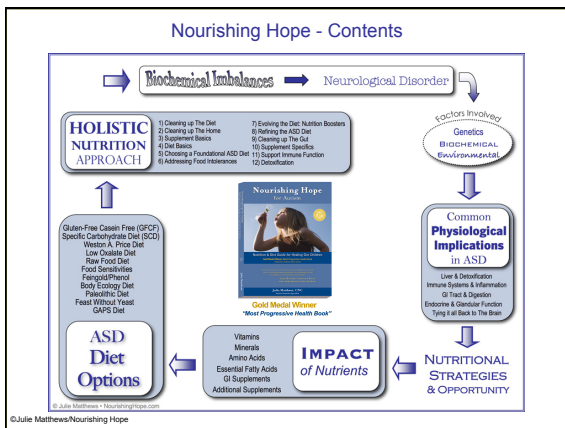 Nourishing Hope - Contents
Biochemical Imbalances
Neurological Disorder
Factors Involved
Genetics
BIOCHEMICAL
Environmental
HOLISTIC
NUTRITION
APPROACH
1) Cleaning up The Diet
2) Cleaning up The Home
3) Supplement Basics
4) Diet Basics
5) Choosing a Foundational ASD Diet
6) Addressing Food Intolerances
7) Evolving the Diet: Nutrition Boosters
8) Refining the ASD Diet
9) Cleaning up The Gut
10) Supplement Specifics
11) Support Immune Function
12) Detoxification
Common
Physiological
Implications
in ASD
Liver & Detoxification
Immune Systems & Inflammation
GI Tract & Digestion
Endocrine & Glandular Function
Tying it all Back to The Brain
Nourishing Hope
for Autism
Nutrition & Diet Guide for Healing Our Children
Gold Medal Winner
"Most Progressive Health Book"
Gluten-Free Casein Free (GFCF)
Specific Carbohydrate Diet (SCD)
Weston A. Price Diet
Low Oxalate Diet
Raw Food Diet
Food Sensitivities
Feingold/Phenol
Body Ecology Diet
Paleolithic Diet
Feast Without Yeast
GAPS Diet
ASD
Diet
Options
Vitamins
Minerals
Amino Acids
Essential Fatty Acids
GI Supplements
Additional Supplements
IMPACT
of Nutrients
NUTRITIONAL
STRATEGIES
& OPPORTUNITY
© Julie Matthews • NourishingHope.com
©Julie Matthews/Nourishing Hope